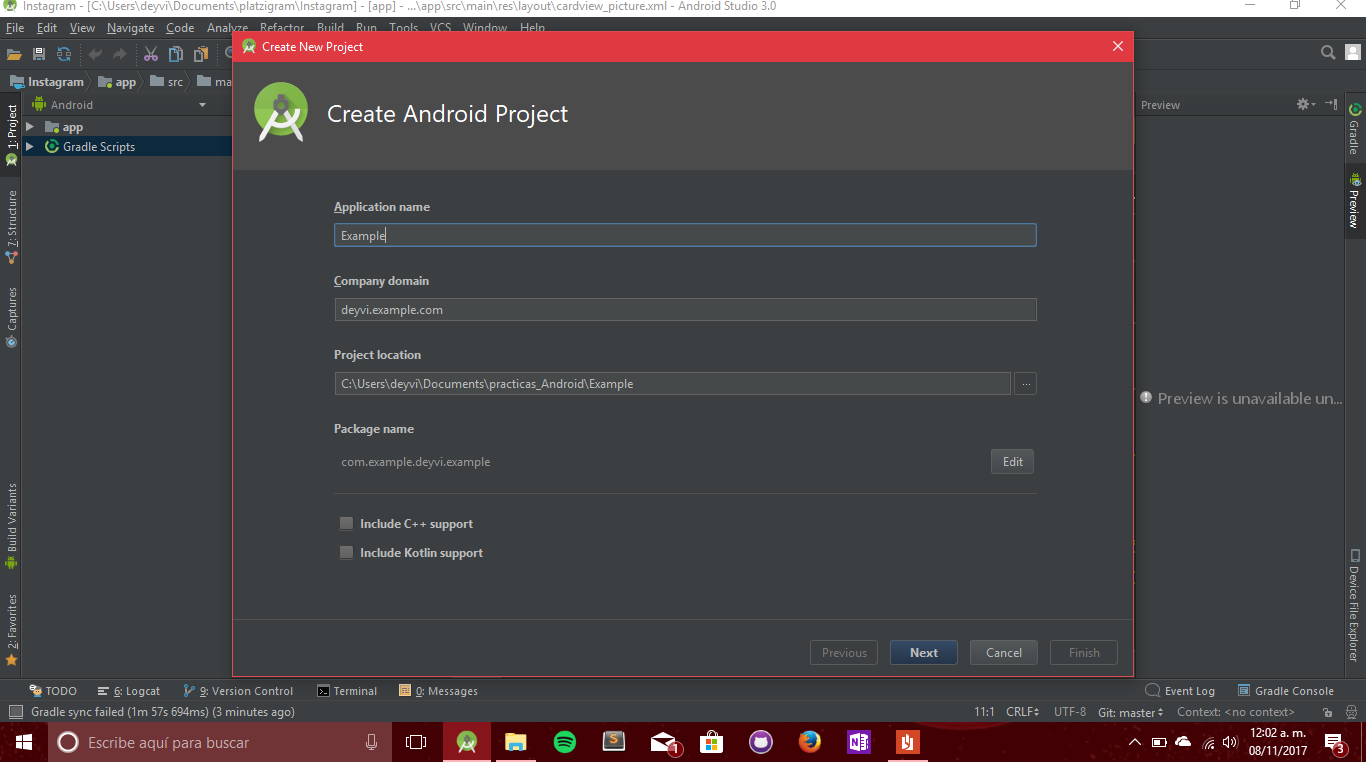 Instagram - [C:\Users\deyvi\Documents\platzigram\Instagram] - [app] - ...\app\src\main\res\layout\cardview_picture.xml - Android Studio 3.0
File Edit View Navigate Code Analyze Refactor Build Run Tools VCS Window Help
Create New Project
Instagram app src
Create Android Project
Android
Preview
1: Project
app
Gradle Scripts
7: Structure
Captures
Build Variants
2: Favorites
Application name
Example
Company domain
deyvi.example.com
Project location
C:\Users\deyvi\Documents\practicas_Android\Example
...
Package name
com.example.deyvi.example
Edit
Include C++ support
Include Kotlin support
Previous Next Cancel Finish
Preview is unavailable un...
Gradle
Preview
Device File Explorer
TODO 6: Logcat 9: Version Control Terminal 0: Messages Event Log Gradle Console
Gradle sync failed (1m 57s 694ms) (3 minutes ago) 11:1 CRLF UTF-8 Git: master Context: <no context>
Escribe aquí para buscar
1
12:02 a. m.
08/11/2017
3